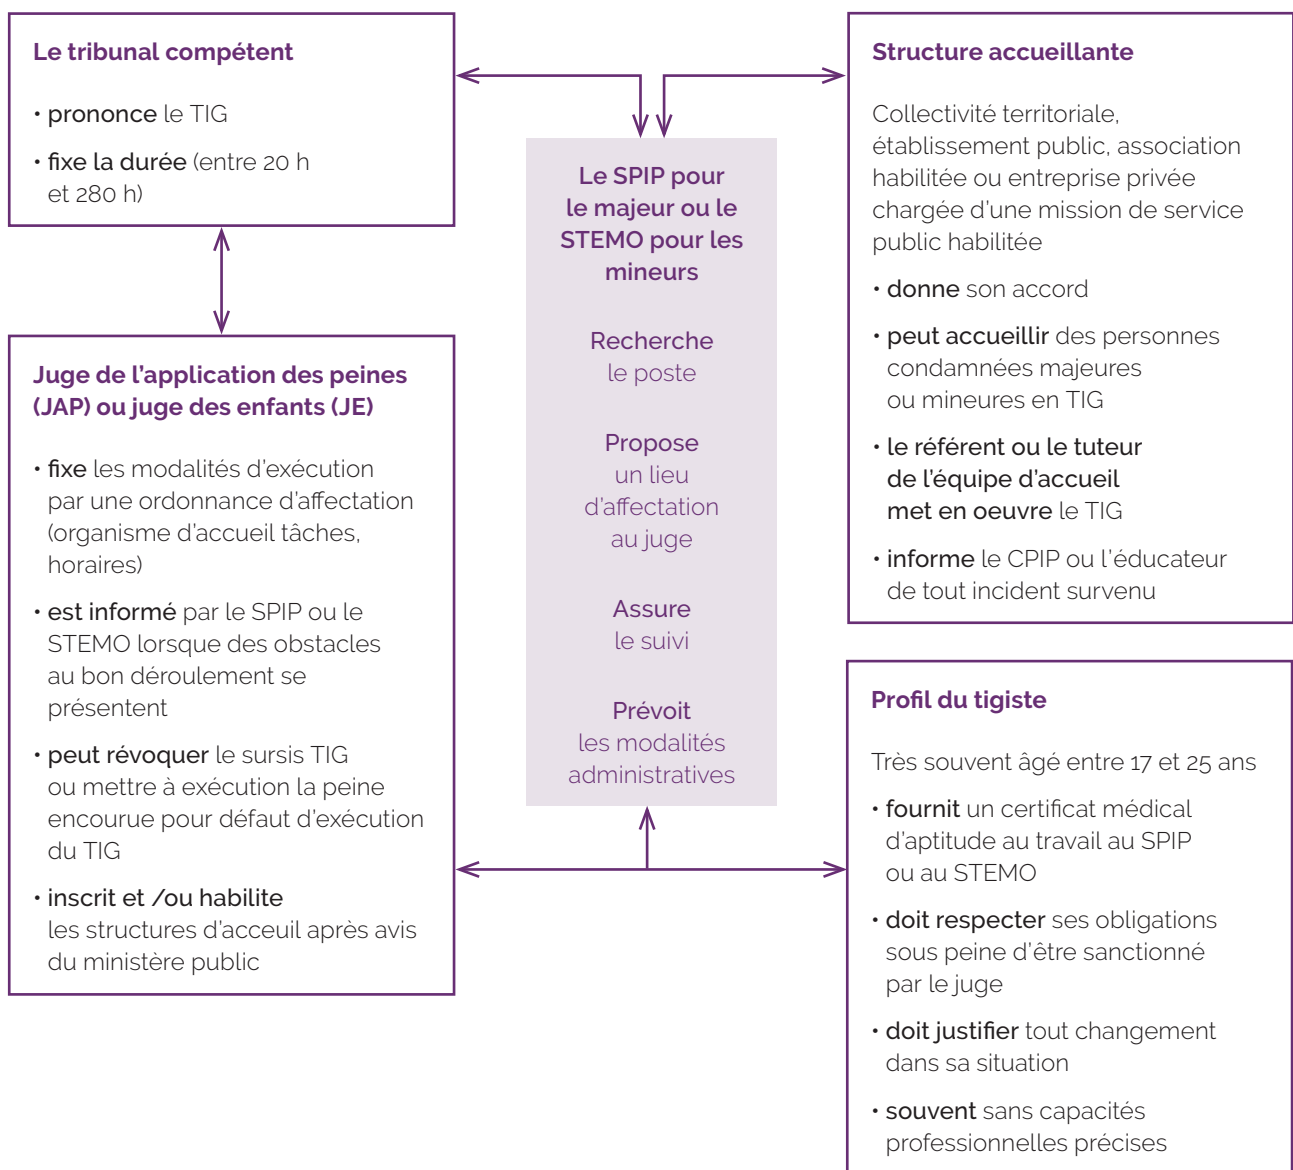 Le tribunal compétent
• prononce le TIG
• fixe la durée (entre 20 h
et 280 h)
Juge de l'application des peines
(JAP) ou juge des enfants (JE)
• fixe les modalités d'exécution
par une ordonnance d'affectation
(organisme d'accueil tâches,
horaires)
• est informé par le SPIP ou le
STEMO lorsque des obstacles
au bon déroulement se
présentent
• peut révoquer le sursis TIG
ou mettre à exécution la peine
encourue pour défaut d'exécution
du TIG
• inscrit et /ou habilite
les structures d'acceuil après avis
du ministère public
Le SPIP pour
le majeur ou le
STEMO pour les
mineurs
Recherche
le poste
Propose
un lieu
d'affectation
au juge
Assure
le suivi
Prévoit
les modalités
administratives
Structure accueillante
Collectivité territoriale,
établissement public, association
habilitée ou entreprise privée
chargée d'une mission de service
public habilitée
• donne son accord
• peut accueillir des personnes
condamnées majeures
ou mineures en TIG
• le référent ou le tuteur
de l'équipe d'accueil
met en oeuvre le TIG
• informe le CPIP ou l'éducateur
de tout incident survenu
Profil du tigiste
Très souvent âgé entre 17 et 25 ans
• fournit un certificat médical
d'aptitude au travail au SPIP
ou au STEMO
• doit respecter ses obligations
sous peine d'être sanctionné
par le juge
• doit justifier tout changement
dans sa situation
• souvent sans capacités
professionnelles précises